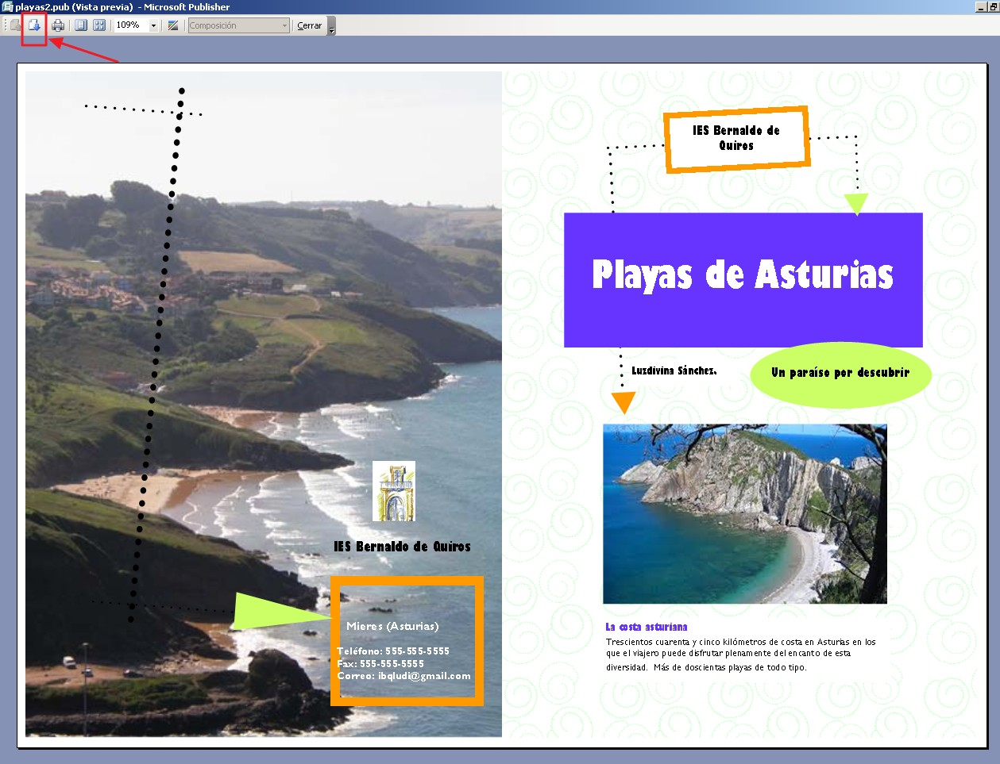 playas2.pub (Vista previa) - Microsoft Publisher
109%
Composición
Cerrar
IES Bernaldo de Quiros
Mieres (Asturias)
Teléfono: 555-555-5555
Fax: 555-555-5555
Correo: ibqludi@gmail.com
IES Bernaldo de
Quiros
Playas de Asturias
Luzdivina Sánchez.
Un paraíso por descubrir
La costa asturiana
Trescientos cuarenta y cinco kilómetros de costa en Asturias en los
que el viajero puede disfrutar plenamente del encanto de esta
diversidad. Más de doscientas playas de todo tipo.